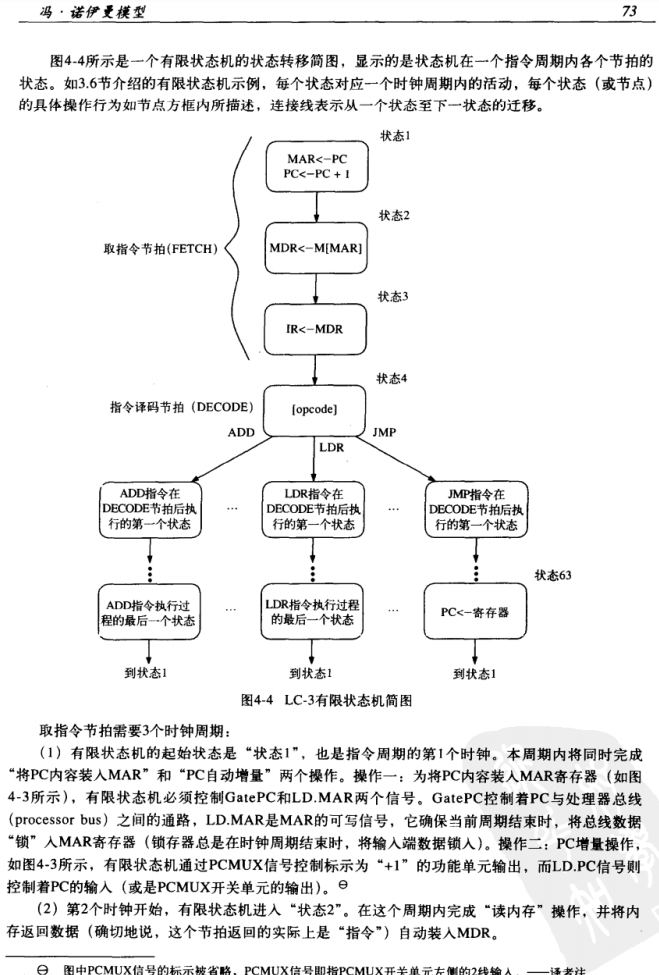 冯·诺伊曼模型 73
图4-4所示是一个有限状态机的状态转移简图，显示的是状态机在一个指令周期内各个节拍的
状态。如3.6节介绍的有限状态机示例，每个状态对应一个时钟周期内的活动，每个状态（或节点）
的具体操作行为如节点方框内所描述，连接线表示从一个状态至下一状态的迁移。
状态1
MAR<-PC
PC<-PC + 1
状态2
取指令节拍(FETCH)
MDR<-M[MAR]
状态3
IR<-MDR
状态4
指令译码节拍（DECODE）
[opcode]
ADD
LDR
JMP
ADD指令在
DECODE节拍后执
行的第一个状态
…
LDR指令在
DECODE节拍后执
行的第一个状态
…
JMP指令在
DECODE节拍后执
行的第一个状态
状态63
ADD指令执行过
程的最后一个状态
…
LDR指令执行过程
的最后一个状态
…
PC<-寄存器
到状态1
到状态1
到状态1
图4-4 LC-3有限状态机简图
取指令节拍需要3个时钟周期：
（1）有限状态机的起始状态是“状态1”，也是指令周期的第1个时钟。本周期内将同时完成
“将PC内容装入MAR”和“PC自动增量”两个操作。操作一：为将PC内容装入MAR寄存器（如图
4-3所示），有限状态机必须控制GatePC和LD.MAR两个信号。GatePC控制着PC与处理器总线
（processor bus）之间的通路，LD.MAR是MAR的可写信号，它确保当前周期结束时，将总线数据
“锁”入MAR寄存器（锁存器总是在时钟周期结束时，将输入端数据锁入）。操作二：PC增量操作，
如图4-3所示，有限状态机通过PCMUX信号控制标示为“+1”的功能单元输出，而LD.PC信号则
控制着PC的输入（或是PCMUX开关单元的输出）。⊖
（2）第2个时钟开始，有限状态机进入“状态2”。在这个周期内完成“读内存”操作，并将内
存返回数据（确切地说，这个节拍返回的实际上是“指令”）自动装入MDR。
⊖ 图中PCMUX信号的标示被省略，PCMUX信号即指PCMUX开关单元左侧的2线输入。——译者注